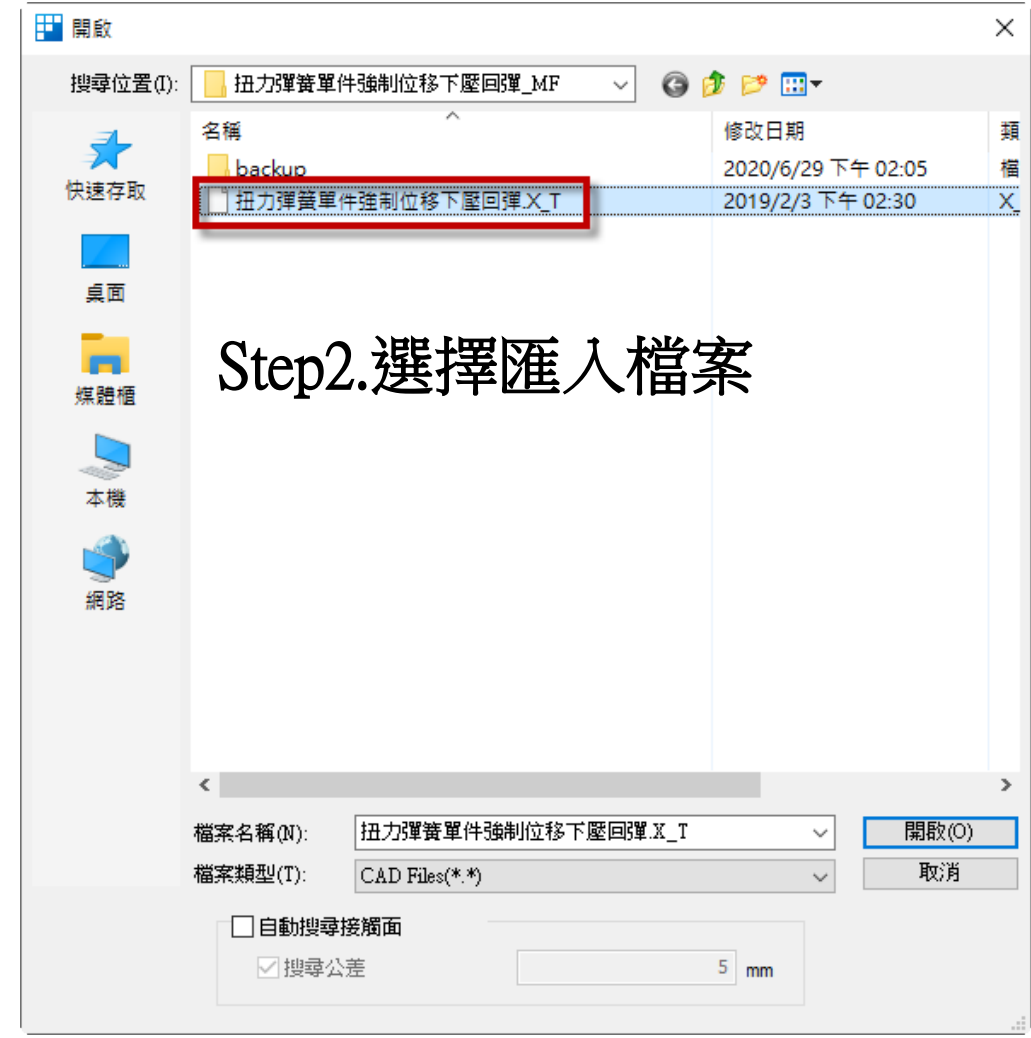 開啟
搜尋位置(I): 扭力彈簧單件強制位移下壓回彈_MF
名稱 修改日期 類
backup 2020/6/29 下午 02:05 檔
扭力彈簧單件強制位移下壓回彈.X_T 2019/2/3 下午 02:30 X_
快速存取
桌面
Step2.選擇匯入檔案
媒體櫃
本機
網路
檔案名稱(N): 扭力彈簧單件強制位移下壓回彈.X_T 開啟(O)
檔案類型(T): CAD Files(*.*) 取消
自動搜尋接觸面
搜尋公差 5 mm